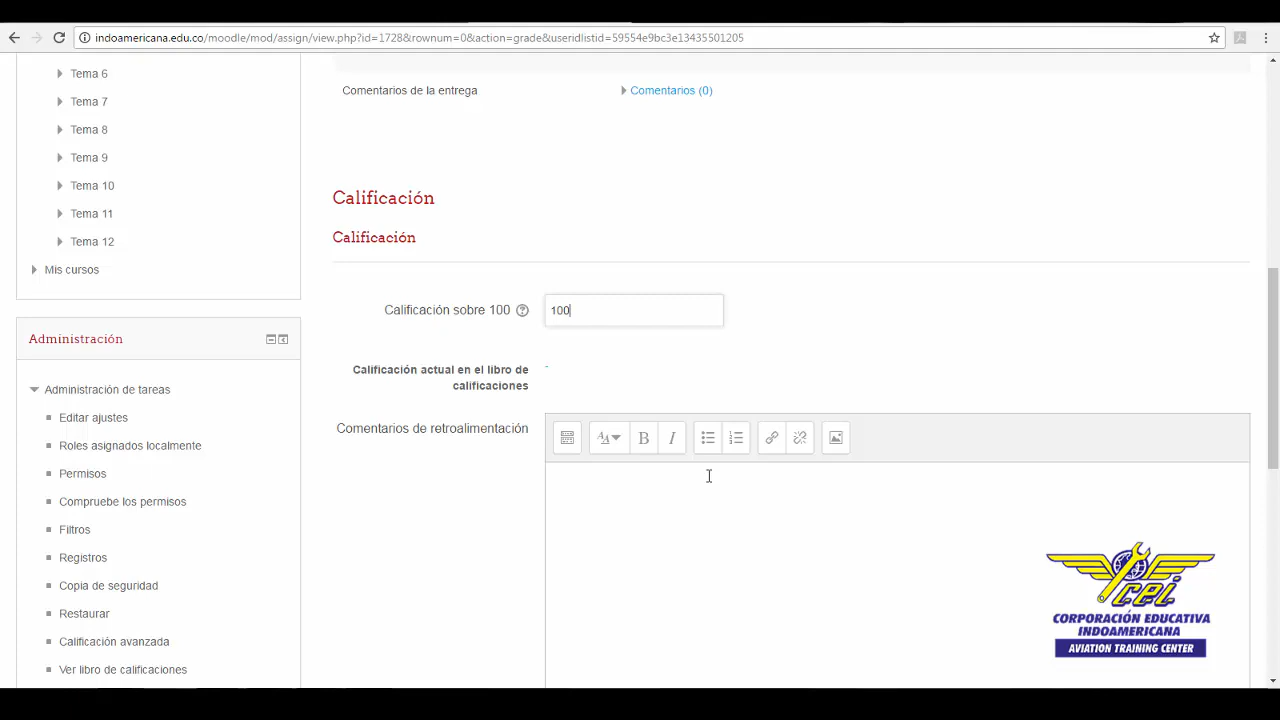 indoamericana.edu.co/moodle/mod/assign/view.php?id=1728&rownum=0&action=grade&useridlistid=59554e9bc3e13435501205
Tema 6
Tema 7
Tema 8
Tema 9
Tema 10
Tema 11
Tema 12
Mis cursos
Administración
Administración de tareas
Editar ajustes
Roles asignados localmente
Permisos
Compruebe los permisos
Filtros
Registros
Copia de seguridad
Restaurar
Calificación avanzada
Ver libro de calificaciones
Comentarios de la entrega
Comentarios (0)
Calificación
Calificación
Calificación sobre 100
100
Calificación actual en el libro de
calificaciones
-
Comentarios de retroalimentación
cei
CORPORACIÓN EDUCATIVA
INDOAMERICANA
AVIATION TRAINING CENTER